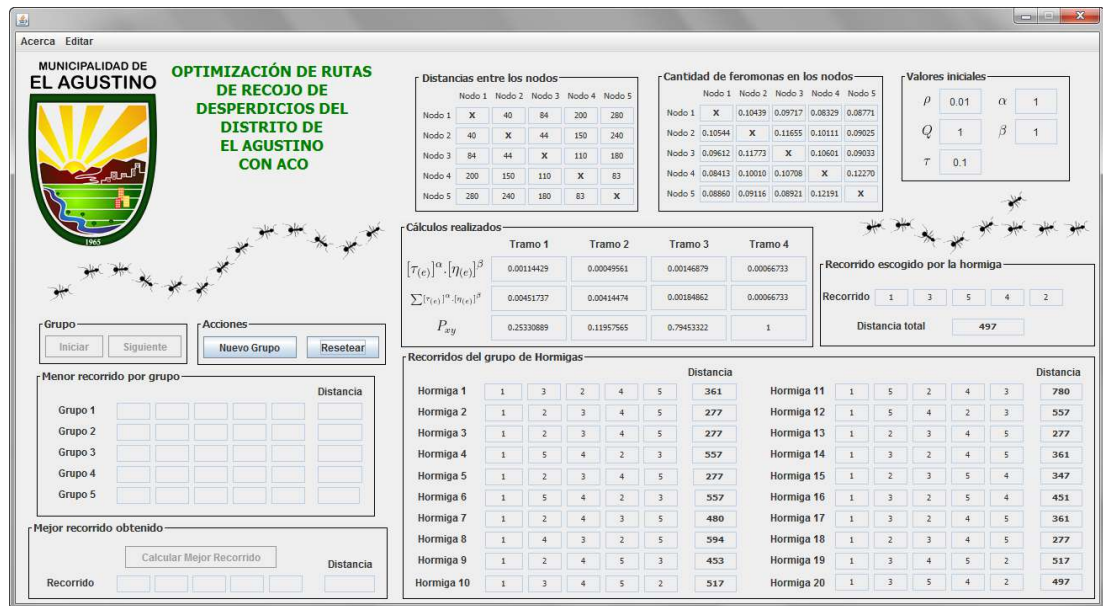 Acerca Editar
MUNICIPALIDAD DE
EL AGUSTINO
1965
OPTIMIZACIÓN DE RUTAS
DE RECOJO DE
DESPERDICIOS DEL
DISTRITO DE
EL AGUSTINO
CON ACO
Distancias entre los nodos
Nodo 1 Nodo 2 Nodo 3 Nodo 4 Nodo 5
Nodo 1 X 40 84 200 280
Nodo 2 40 X 44 150 240
Nodo 3 84 44 X 110 180
Nodo 4 200 150 110 X 83
Nodo 5 280 240 180 83 X
Cantidad de feromonas en los nodos
Nodo 1 Nodo 2 Nodo 3 Nodo 4 Nodo 5
Nodo 1 X 0.10439 0.09717 0.08329 0.08771
Nodo 2 0.10544 X 0.11655 0.10111 0.09025
Nodo 3 0.09612 0.11773 X 0.10601 0.09033
Nodo 4 0.08413 0.10010 0.10708 X 0.12270
Nodo 5 0.08860 0.09116 0.08921 0.12191 X
Valores iniciales
ρ 0.01 α 1
Q 1 β 1
τ 0.1
Cálculos realizados
Tramo 1 Tramo 2 Tramo 3 Tramo 4
[τ(e)]^α.[η(e)]^β 0.00114429 0.00049561 0.00146879 0.00066733
∑[τ(e)]^α.[η(e)]^β 0.00451737 0.00414474 0.00184862 0.00066733
Pxy 0.25330889 0.11957565 0.79453322 1
Recorrido escogido por la hormiga
Recorrido 1 3 5 4 2
Distancia total 497
Grupo
Iniciar Siguiente
Acciones
Nuevo Grupo Resetear
Menor recorrido por grupo
Distancia
Grupo 1
Grupo 2
Grupo 3
Grupo 4
Grupo 5
Mejor recorrido obtenido
Calcular Mejor Recorrido Distancia
Recorrido
Recorridos del grupo de Hormigas
Distancia
Hormiga 1 1 3 2 4 5 361
Hormiga 2 1 2 3 4 5 277
Hormiga 3 1 2 3 4 5 277
Hormiga 4 1 5 4 2 3 557
Hormiga 5 1 2 3 4 5 277
Hormiga 6 1 5 4 2 3 557
Hormiga 7 1 2 4 3 5 480
Hormiga 8 1 4 3 2 5 594
Hormiga 9 1 2 4 5 3 453
Hormiga 10 1 3 4 5 2 517
Distancia
Hormiga 11 1 5 2 4 3 780
Hormiga 12 1 5 4 2 3 557
Hormiga 13 1 2 3 4 5 277
Hormiga 14 1 3 2 4 5 361
Hormiga 15 1 2 3 5 4 347
Hormiga 16 1 3 2 5 4 451
Hormiga 17 1 3 2 4 5 361
Hormiga 18 1 2 3 4 5 277
Hormiga 19 1 3 4 5 2 517
Hormiga 20 1 3 5 4 2 497